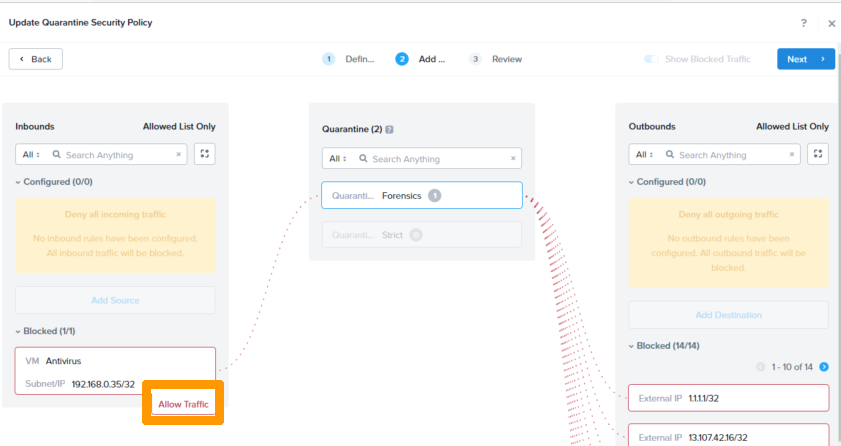 Update Quarantine Security Policy
?
×
‹ Back
1 Defin...
2 Add ...
3 Review
Show Blocked Traffic
Next ›
Inbounds Allowed List Only
All Search Anything ×
Configured (0/0)
Deny all incoming traffic
No inbound rules have been configured.
All inbound traffic will be blocked.
Add Source
Blocked (1/1)
VM Antivirus
Subnet/IP 192.168.0.35/32
Allow Traffic
Quarantine (2) ?
All Search Anything ×
Quaranti... Forensics 1
Quaranti... Strict 0
Outbounds Allowed List Only
All Search Anything ×
Configured (0/0)
Deny all outgoing traffic
No outbound rules have been
configured. All outbound traffic will be
blocked.
Add Destination
Blocked (14/14)
1 - 10 of 14
External IP 1.1.1.1/32
External IP 13.107.42.16/32